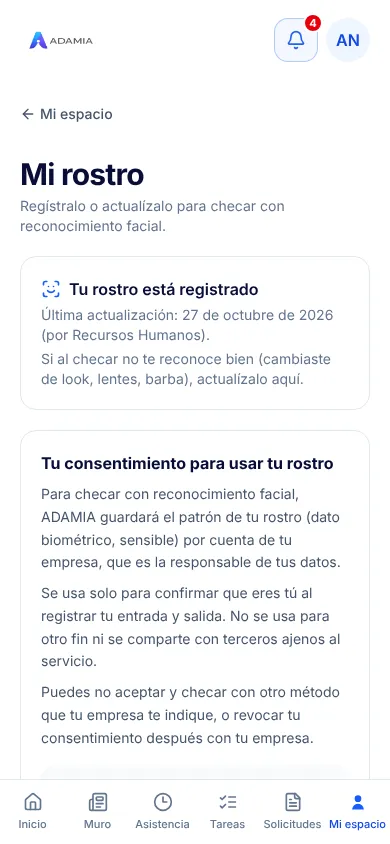 ADAMIA
4
AN
Mi espacio
Mi rostro
Regístralo o actualízalo para checar con
reconocimiento facial.
Tu rostro está registrado
Última actualización: 27 de octubre de 2026
(por Recursos Humanos).
Si al checar no te reconoce bien (cambiaste
de look, lentes, barba), actualízalo aquí.
Tu consentimiento para usar tu rostro
Para checar con reconocimiento facial,
ADAMIA guardará el patrón de tu rostro (dato
biométrico, sensible) por cuenta de tu
empresa, que es la responsable de tus datos.
Se usa solo para confirmar que eres tú al
registrar tu entrada y salida. No se usa para
otro fin ni se comparte con terceros ajenos al
servicio.
Puedes no aceptar y checar con otro método
que tu empresa te indique, o revocar tu
consentimiento después con tu empresa.
Inicio
Muro
Asistencia
Tareas
Solicitudes
Mi espacio